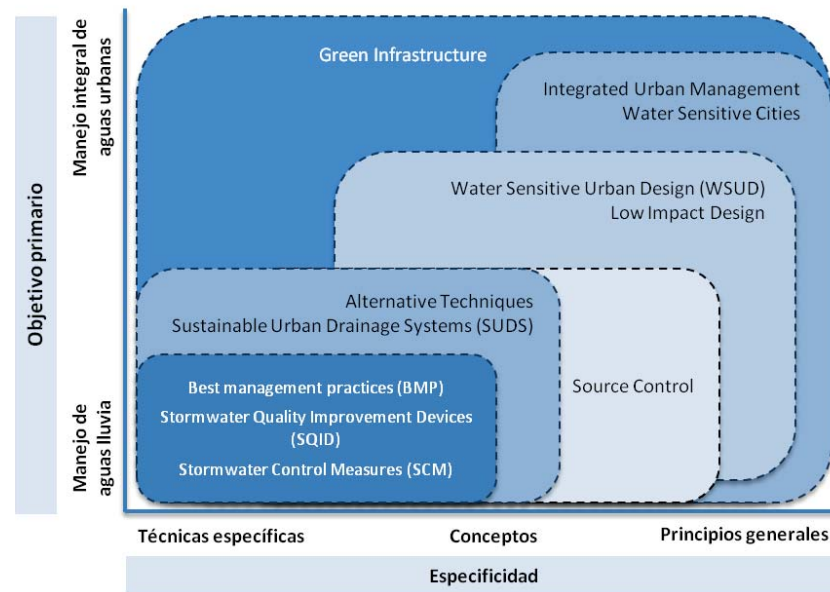 Objetivo primario
Manejo integral de
aguas urbanas
Manejo de
aguas lluvia
Green Infrastructure
Integrated Urban Management
Water Sensitive Cities
Water Sensitive Urban Design (WSUD)
Low Impact Design
Alternative Techniques
Sustainable Urban Drainage Systems (SUDS)
Source Control
Best management practices (BMP)
Stormwater Quality Improvement Devices
(SQID)
Stormwater Control Measures (SCM)
Técnicas específicas
Conceptos
Principios generales
Especificidad